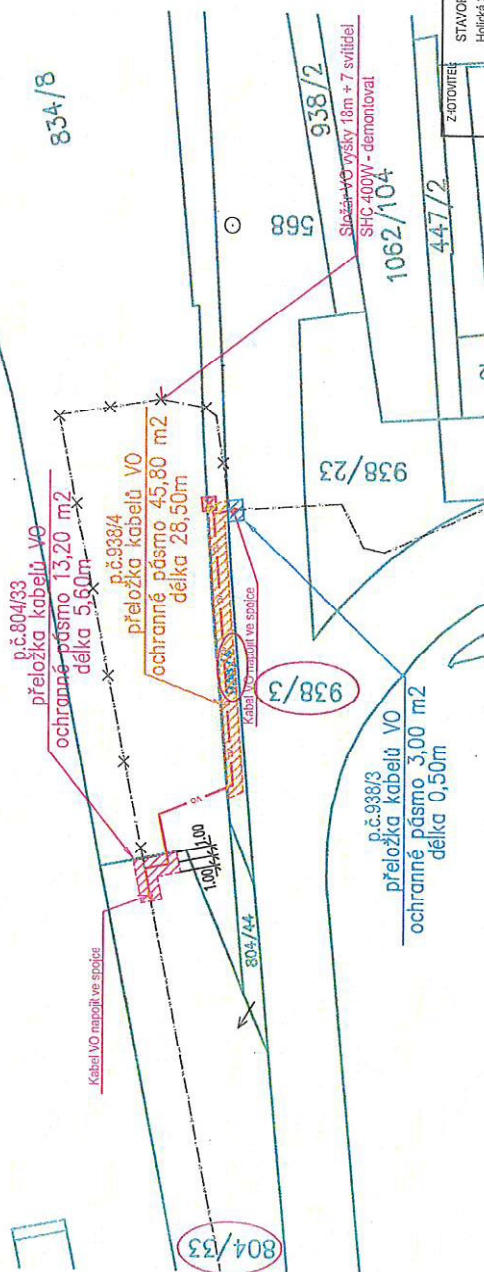 834/8
p.č.804/33
přeložka kabelů VO
ochranné pásmo 13,20 m2
délka 5,60m
p.č.938/4
přeložka kabelů VO
ochranné pásmo 45,80 m2
délka 28,50m
Kabel VO napojit ve spojce
1.00
2.00
VO
804/44
804/33
Kabel VO napojit ve spojce
938/3
p.č.938/3
přeložka kabelů VO
ochranné pásmo 3,00 m2
délka 0,50m
938/23
568
938/2
Stožár VO výšky 18m + 7 svítidel
SHC 400W - demontovat
1062/104
447/2
ZHOTOVITEL